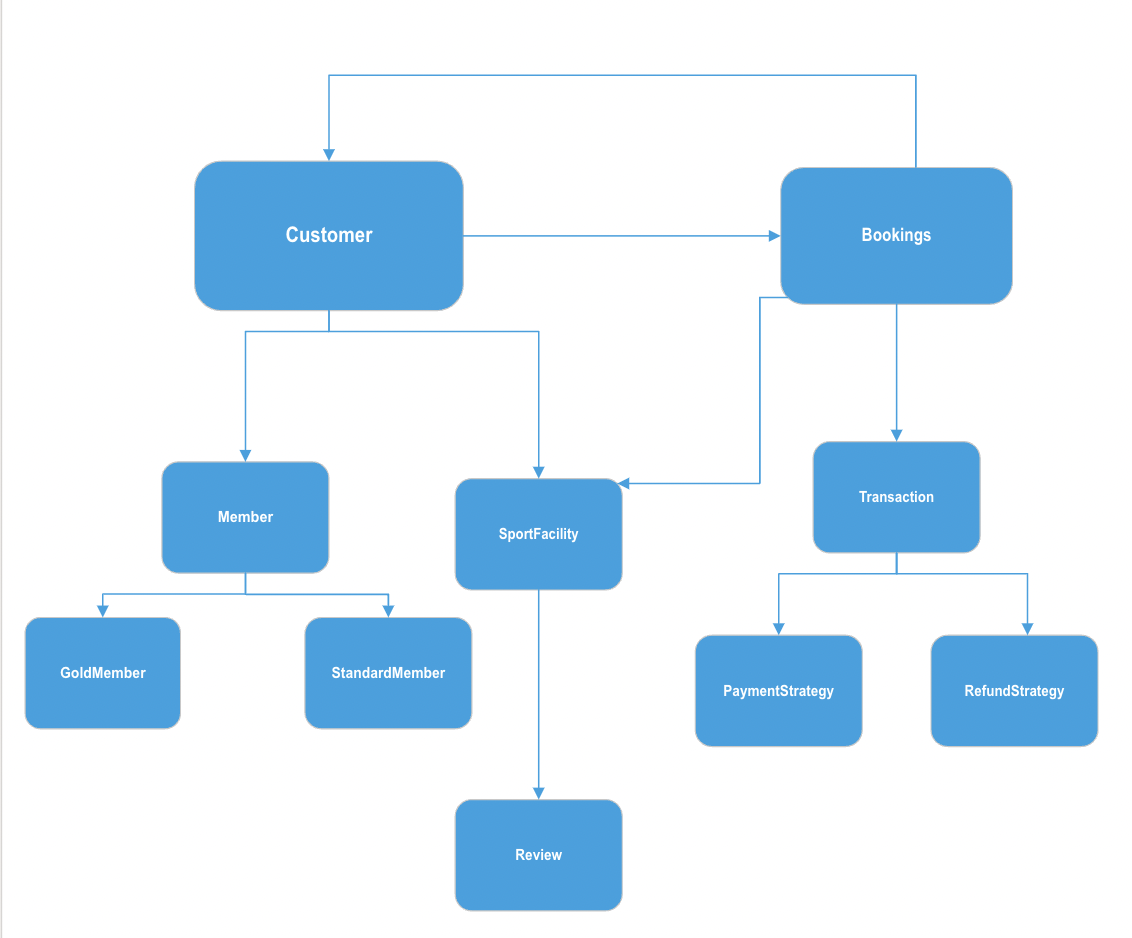 Customer
Bookings
Member
SportFacility
Transaction
GoldMember
StandardMember
PaymentStrategy
RefundStrategy
Review